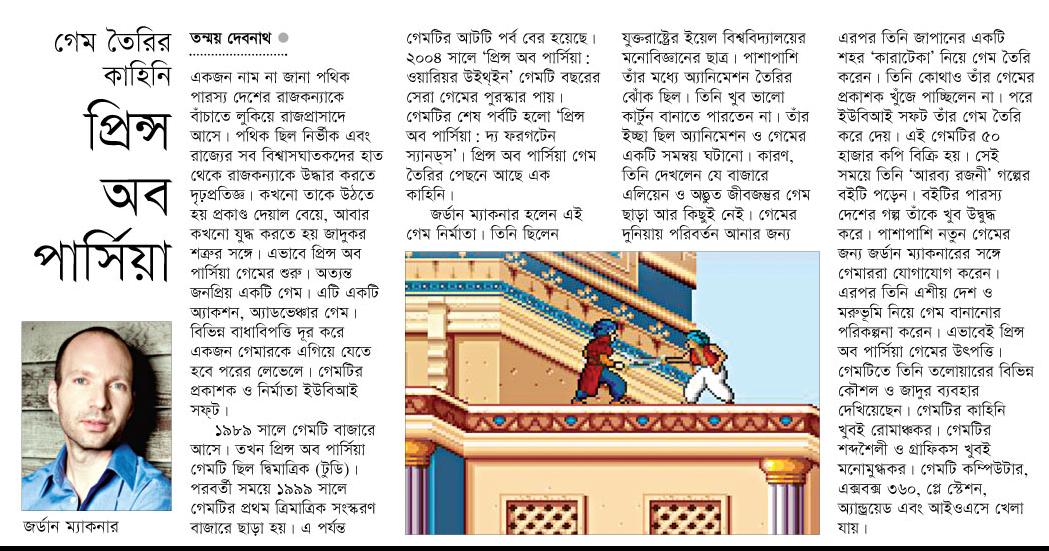 গেম তৈরির
কাহিনি
প্রিন্স
অব
পার্সিয়া
জর্ডান ম্যাকনার
তন্ময় দেবনাথ
একজন নাম না জানা পথিক
পারস্য দেশের রাজকন্যাকে
বাঁচাতে লুকিয়ে রাজপ্রাসাদে
আসে। পথিক ছিল নির্ভীক এবং
রাজ্যের সব বিশ্বাসঘাতকদের হাত
থেকে রাজকন্যাকে উদ্ধার করতে
দৃঢ়প্রতিজ্ঞ। কখনো তাকে উঠতে
হয় প্রকাণ্ড দেয়াল বেয়ে, আবার
কখনো যুদ্ধ করতে হয় জাদুকর
শত্রুর সঙ্গে। এভাবে প্রিন্স অব
পার্সিয়া গেমের শুরু। অত্যন্ত
জনপ্রিয় একটি গেম। এটি একটি
অ্যাকশন, অ্যাডভেঞ্চার গেম।
বিভিন্ন বাধাবিপত্তি দূর করে
একজন গেমারকে এগিয়ে যেতে
হবে পরের লেভেলে। গেমটির
প্রকাশক ও নির্মাতা ইউবিআই
সফ্‌ট।
১৯৮৯ সালে গেমটি বাজারে
আসে। তখন প্রিন্স অব পার্সিয়া
গেমটি ছিল দ্বিমাত্রিক (টুডি)।
পরবর্তী সময়ে ১৯৯৯ সালে
গেমটির প্রথম ত্রিমাত্রিক সংস্করণ
বাজারে ছাড়া হয়। এ পর্যন্ত
গেমটির আটটি পর্ব বের হয়েছে।
২০০৪ সালে ‘প্রিন্স অব পার্সিয়া :
ওয়ারিয়র উইথ্ইন’ গেমটি বছরের
সেরা গেমের পুরস্কার পায়।
গেমটির শেষ পর্বটি হলো ‘প্রিন্স
অব পার্সিয়া : দ্য ফরগটেন
স্যানড্‌স’। প্রিন্স অব পার্সিয়া গেম
তৈরির পেছনে আছে এক
কাহিনি।
জর্ডান ম্যাকনার হলেন এই
গেম নির্মাতা। তিনি ছিলেন
যুক্তরাষ্ট্রের ইয়েল বিশ্ববিদ্যালয়ের
মনোবিজ্ঞানের ছাত্র। পাশাপাশি
তাঁর মধ্যে অ্যানিমেশন তৈরির
ঝোঁক ছিল। তিনি খুব ভালো
কার্টুন বানাতে পারতেন না। তাঁর
ইচ্ছা ছিল অ্যানিমেশন ও গেমের
একটি সমন্বয় ঘটানো। কারণ,
তিনি দেখলেন যে বাজারে
এলিয়েন ও অদ্ভুত জীবজন্তুর গেম
ছাড়া আর কিছুই নেই। গেমের
দুনিয়ায় পরিবর্তন আনার জন্য
এরপর তিনি জাপানের একটি
শহর ‘কারাটেকা’ নিয়ে গেম তৈরি
করেন। তিনি কোথাও তাঁর গেমের
প্রকাশক খুঁজে পাচ্ছিলেন না। পরে
ইউবিআই সফট তাঁর গেম তৈরি
করে দেয়। এই গেমটির ৫০
হাজার কপি বিক্রি হয়। সেই
সময়ে তিনি ‘আরব্য রজনী’ গল্পের
বইটি পড়েন। বইটির পারস্য
দেশের গল্প তাঁকে খুব উদ্বুদ্ধ
করে। পাশাপাশি নতুন গেমের
জন্য জর্ডান ম্যাকনারের সঙ্গে
গেমাররা যোগাযোগ করেন।
এরপর তিনি এশীয় দেশ ও
মরুভূমি নিয়ে গেম বানানোর
পরিকল্পনা করেন। এভাবেই প্রিন্স
অব পার্সিয়া গেমের উৎপত্তি।
গেমটিতে তিনি তলোয়ারের বিভিন্ন
কৌশল ও জাদুর ব্যবহার
দেখিয়েছেন। গেমটির কাহিনি
খুবই রোমাঞ্চকর। গেমটির
শব্দশৈলী ও গ্রাফিকস খুবই
মনোমুগ্ধকর। গেমটি কম্পিউটার,
এক্সবক্স ৩৬০, প্লে স্টেশন,
অ্যান্ড্রয়েড এবং আইওএসে খেলা
যায়।